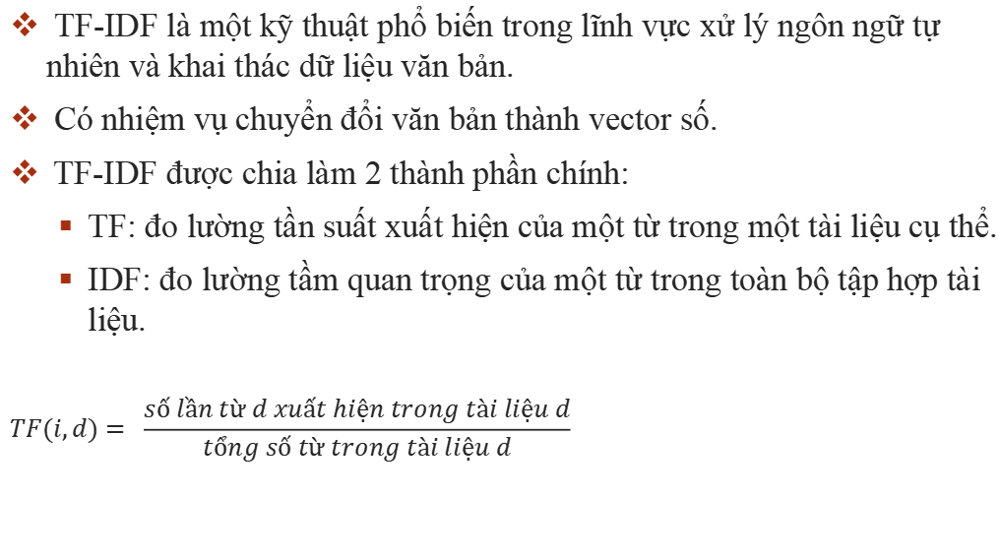 ❖ TF-IDF là một kỹ thuật phổ biến trong lĩnh vực xử lý ngôn ngữ tự
nhiên và khai thác dữ liệu văn bản.
❖ Có nhiệm vụ chuyển đổi văn bản thành vector số.
❖ TF-IDF được chia làm 2 thành phần chính:
▪ TF: đo lường tần suất xuất hiện của một từ trong một tài liệu cụ thể.
▪ IDF: đo lường tầm quan trọng của một từ trong toàn bộ tập hợp tài
liệu.
số lần từ d xuất hiện trong tài liệu d
TF(i, d) =
tổng số từ trong tài liệu d